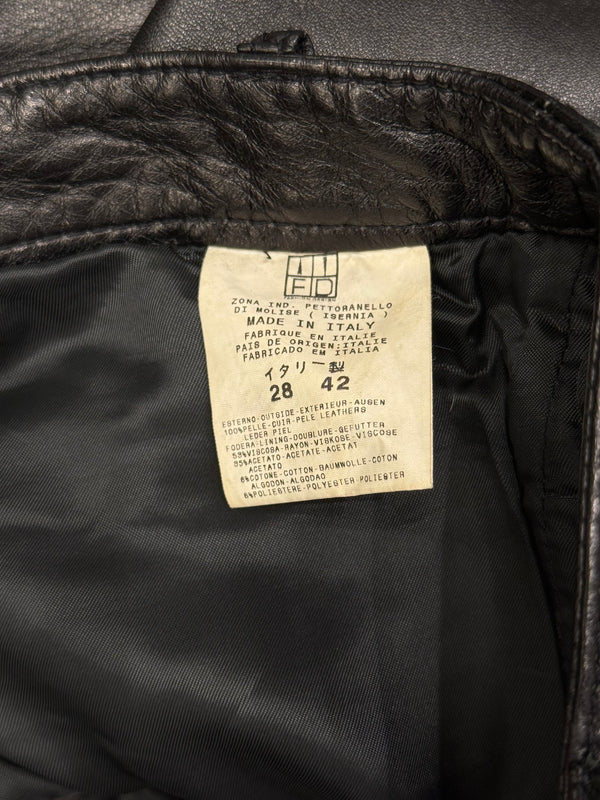 FD
ZONA IND. PETTORANELLO
DI MOLISE ( ISERNIA )
MADE IN ITALY
FABRIQUE EN ITALIE
PAIS DE ORIGEN:ITALIE
FABRICADO EM ITALIA
イタリー製
28 42
ESTERNO-OUTSIDE-EXTERIEUR-AUSEN
100%PELLE-CUIR-PELE LEATHERS
LEDER PIEL
FODERA-LINING-DOUBLURE-GEFUTTER
53%VISCOSA-RAYON-VISKOSE-VISCOSE
35%ACETATO-ACETATE-ACETAT
ACETATO
6%COTONE-COTTON-BAUMWOLLE-COTON
ALGODON-ALGODAO
6%POLIESTERE-POLYESTER-POLIESTER